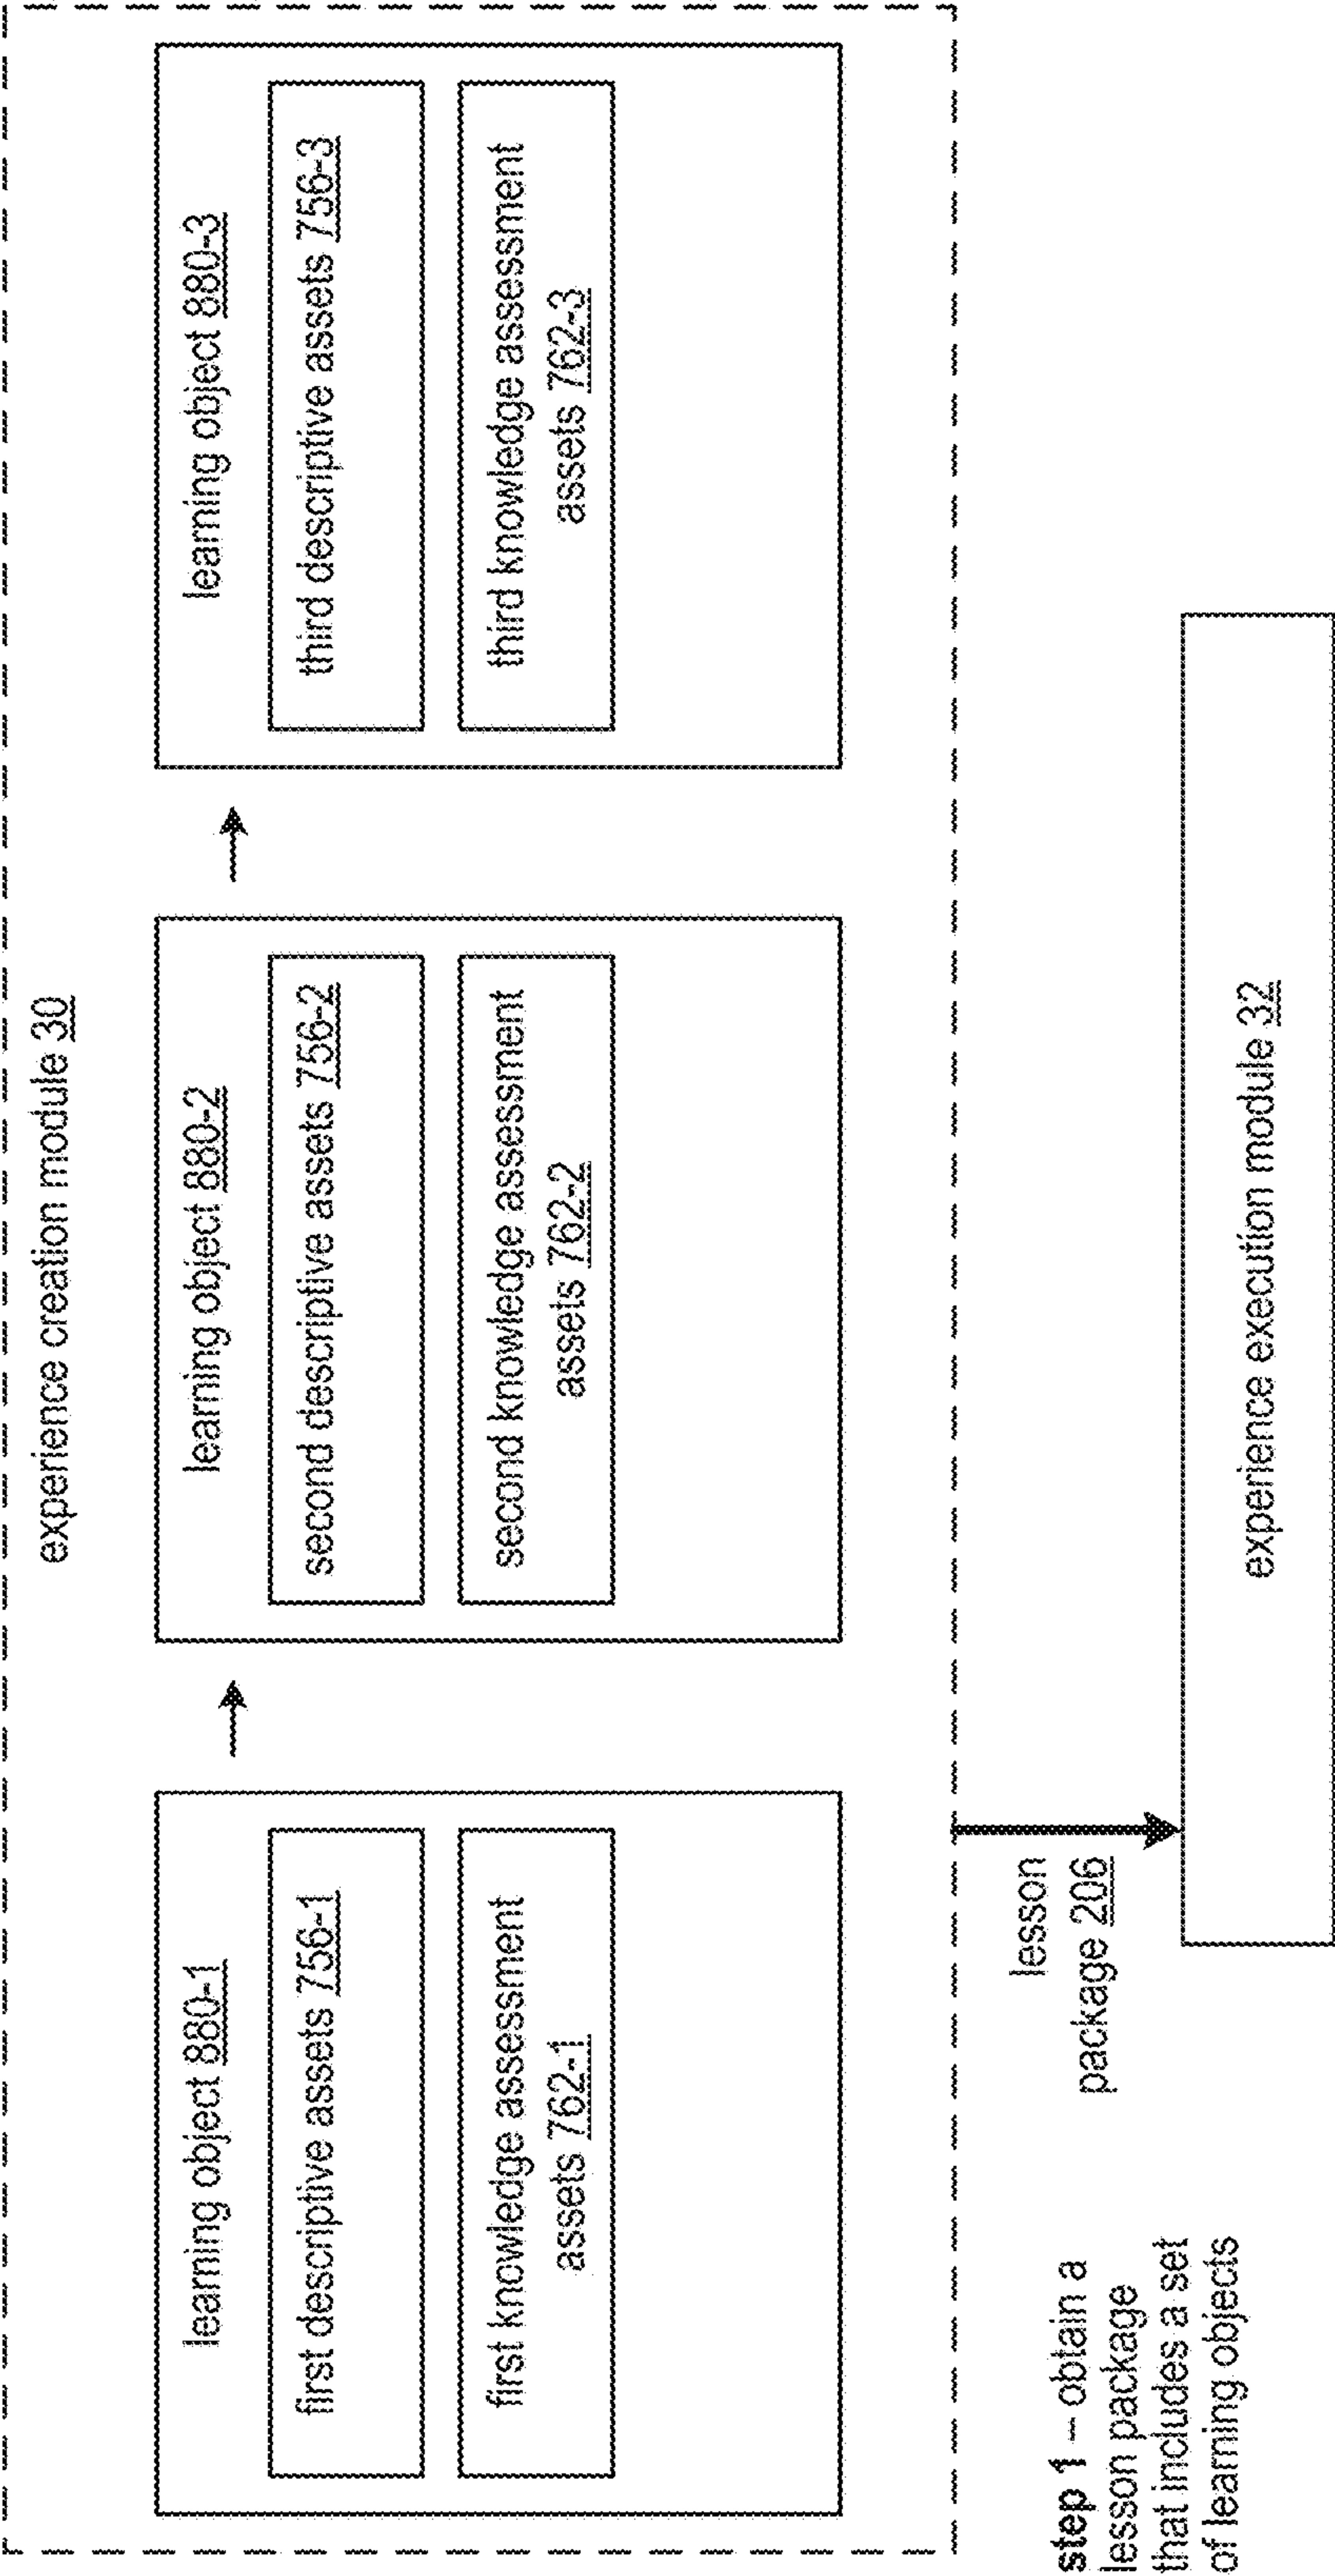 experience creation module 30
learning object 880-1
first descriptive assets 756-1
first knowledge assessment
assets 762-1
learning object 880-2
second descriptive assets 756-2
second knowledge assessment
assets 762-2
learning object 880-3
third descriptive assets 756-3
third knowledge assessment
assets 762-3
lesson
package 206
step 1 – obtain a
lesson package
that includes a set
of learning objects
experience execution module 32